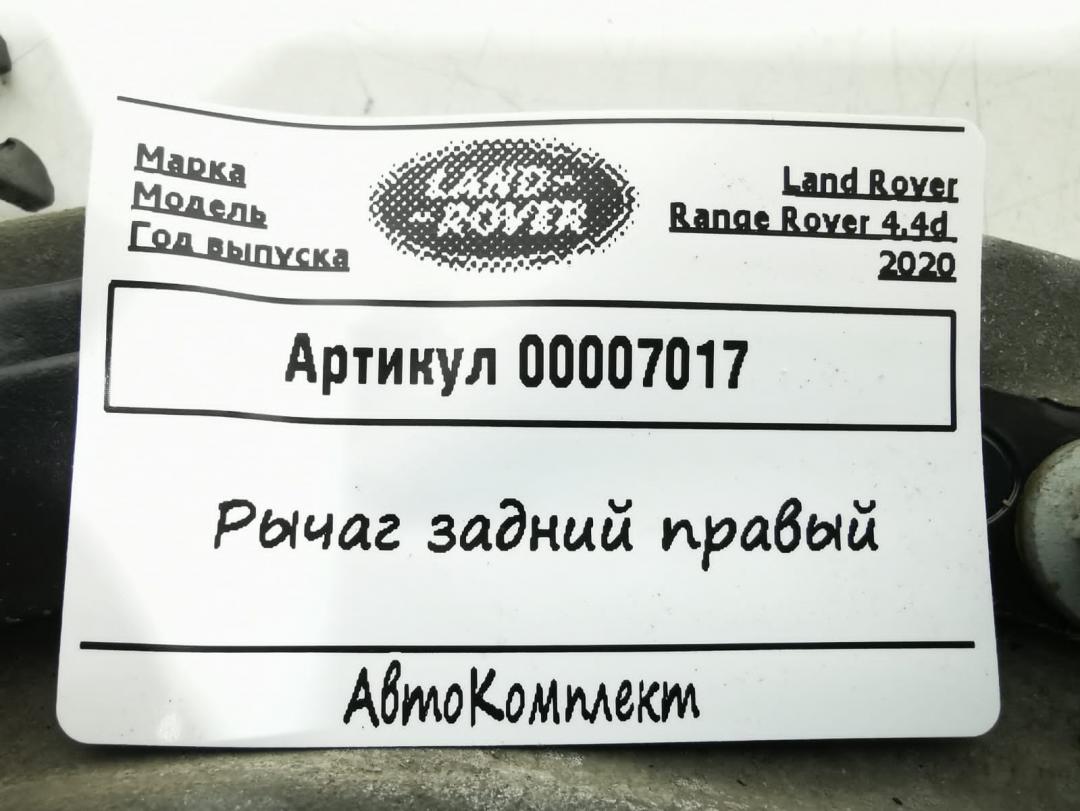 Марка
Land Rover
Модель
LAND-
-ROVER
Range Rover 4.4d
Год выпуска
2020
Артикул 00007017
Рычаг задний правый
АвтоКомплект